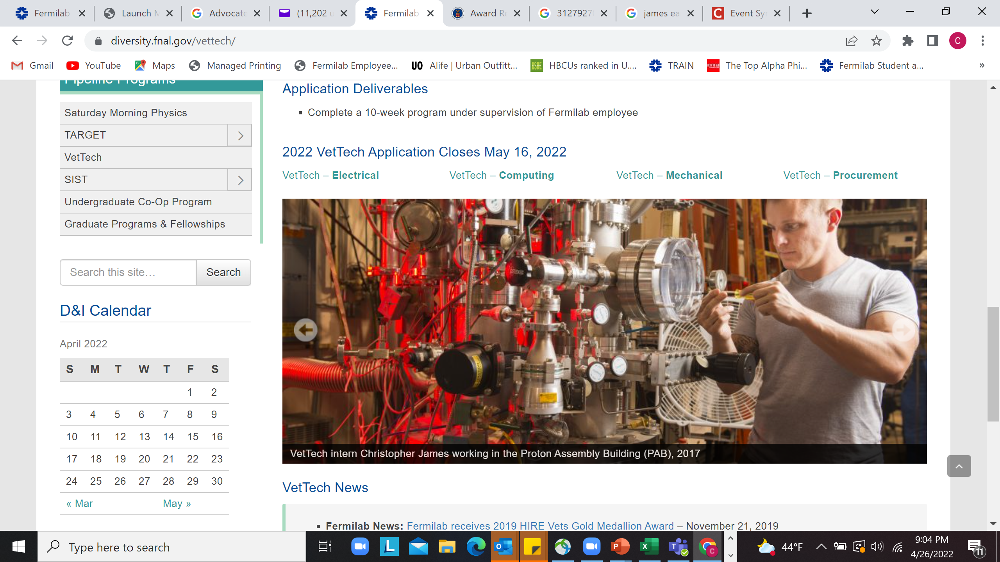 Fermilab
Launch M
Advocate
(11,202 u
Fermilab
Award Re
31279270
james ea
Event Syn
diversity.fnal.gov/vettech/
C
Gmail
YouTube
Maps
Managed Printing
Fermilab Employee...
UO Alife | Urban Outfitt...
USBE HBCUs ranked in U....
TRAIN
The Top Alpha Phi...
Fermilab Student a...
»
Pipeline Programs
Saturday Morning Physics
TARGET
VetTech
SIST
Undergraduate Co-Op Program
Graduate Programs & Fellowships
Search this site…
Search
D&I Calendar
April 2022
S M T W T F S
1 2
3 4 5 6 7 8 9
10 11 12 13 14 15 16
17 18 19 20 21 22 23
24 25 26 27 28 29 30
« Mar May »
Application Deliverables
▪ Complete a 10-week program under supervision of Fermilab employee
2022 VetTech Application Closes May 16, 2022
VetTech – Electrical VetTech – Computing VetTech – Mechanical VetTech – Procurement
VetTech intern Christopher James working in the Proton Assembly Building (PAB), 2017
VetTech News
▪ Fermilab News: Fermilab receives 2019 HIRE Vets Gold Medallion Award – November 21, 2019
Type here to search
44°F
9:04 PM
4/26/2022
11